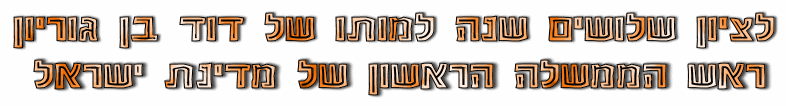 לציון שלושים שנה למותו של דוד בן גוריון
ראש הממשלה הראשון של מדינת ישראל